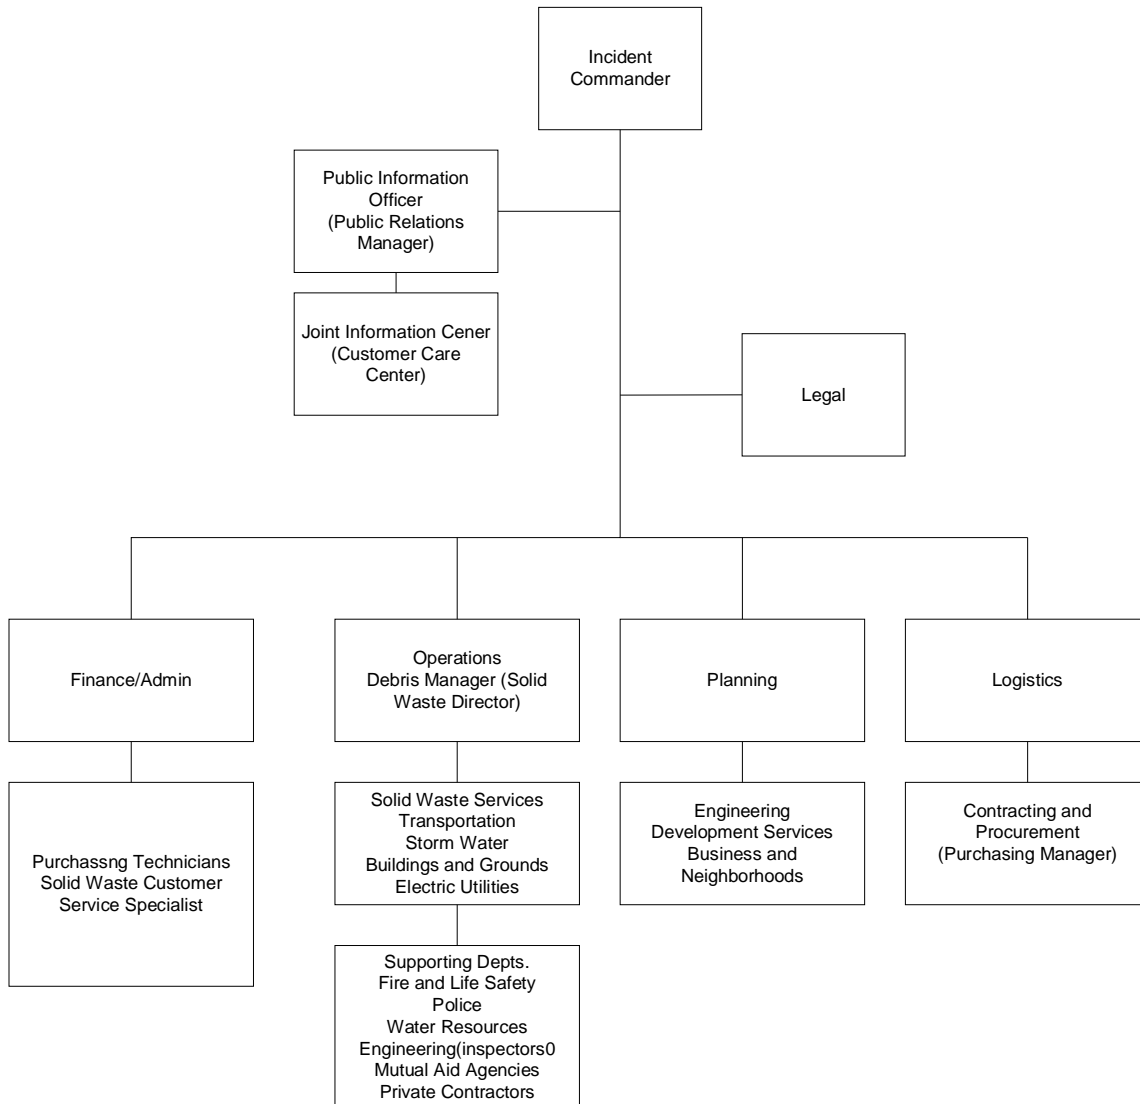 Incident
Commander
Public Information
Officer
(Public Relations
Manager)
Joint Information Cener
(Customer Care
Center)
Legal
Finance/Admin
Operations
Debris Manager (Solid
Waste Director)
Planning
Logistics
Purchassng Technicians
Solid Waste Customer
Service Specialist
Solid Waste Services
Transportation
Storm Water
Buildings and Grounds
Electric Utilities
Engineering
Development Services
Business and
Neighborhoods
Contracting and
Procurement
(Purchasing Manager)
Supporting Depts.
Fire and Life Safety
Police
Water Resources
Engineering(inspectors0
Mutual Aid Agencies
Private Contractors